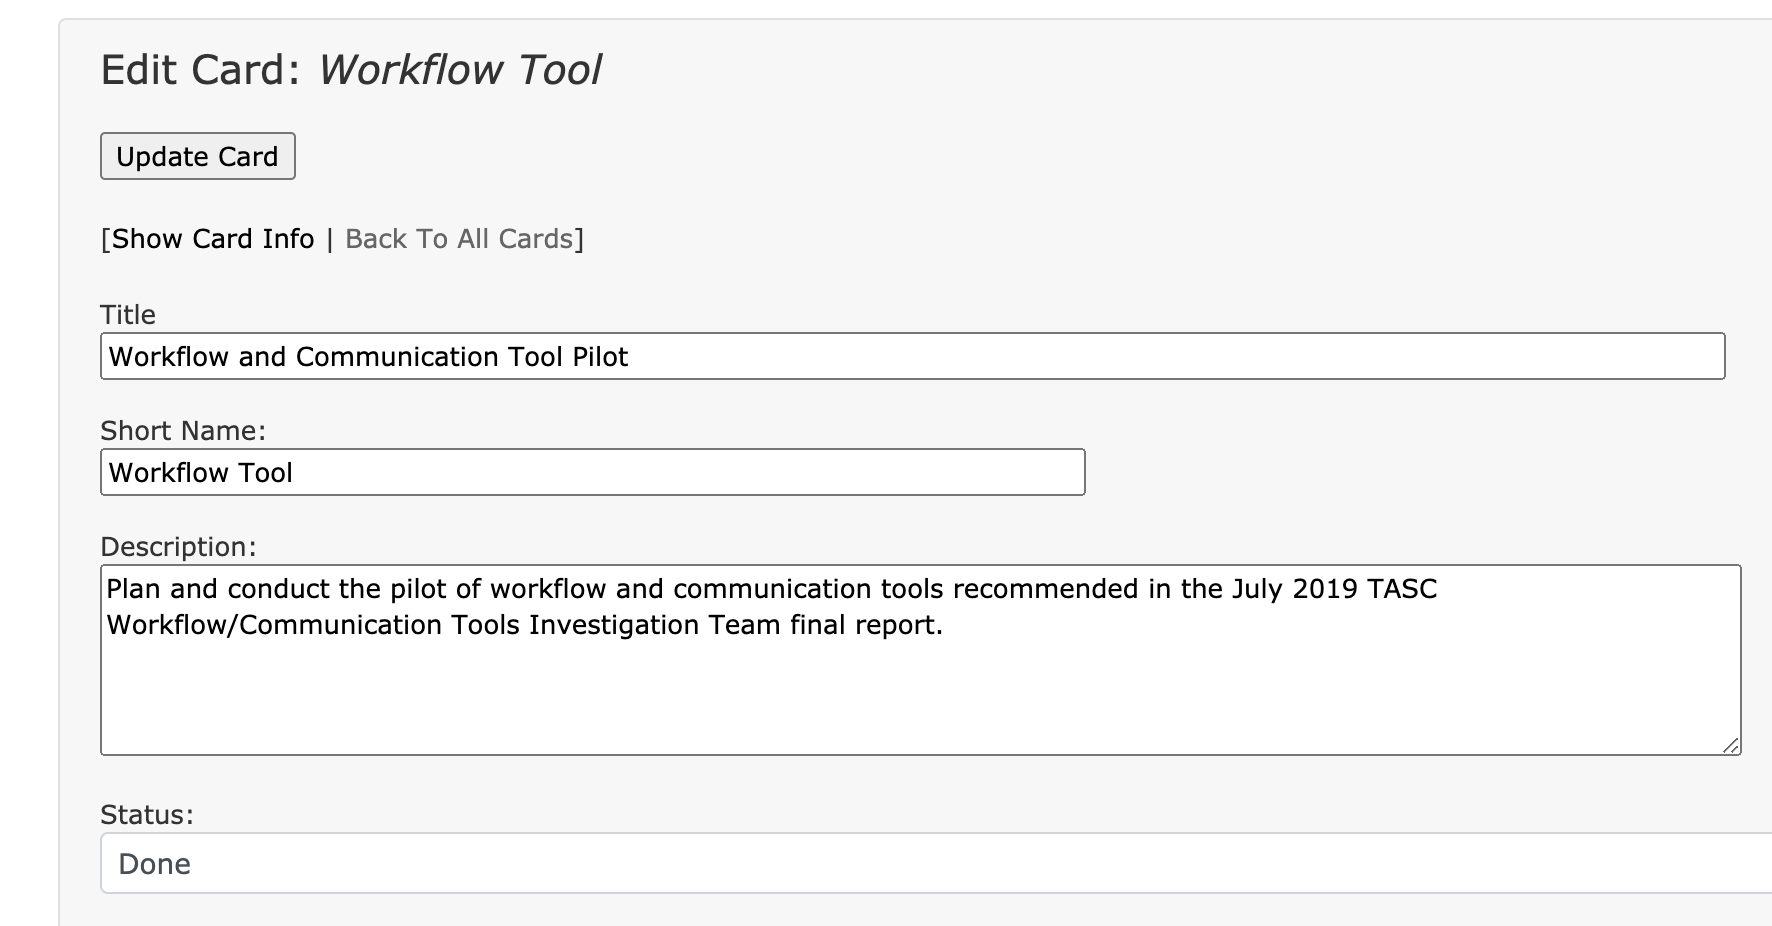 Edit Card: Workflow Tool
Update Card
[Show Card Info | Back To All Cards]
Title
Workflow and Communication Tool Pilot
Short Name:
Workflow Tool
Description:
Plan and conduct the pilot of workflow and communication tools recommended in the July 2019 TASC
Workflow/Communication Tools Investigation Team final report.
Status:
Done